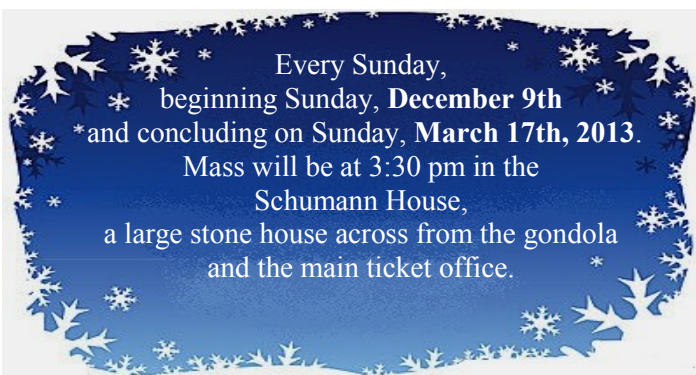 Every Sunday,
beginning Sunday, December 9th
and concluding on Sunday, March 17th, 2013.
Mass will be at 3:30 pm in the
Schumann House,
a large stone house across from the gondola
and the main ticket office.